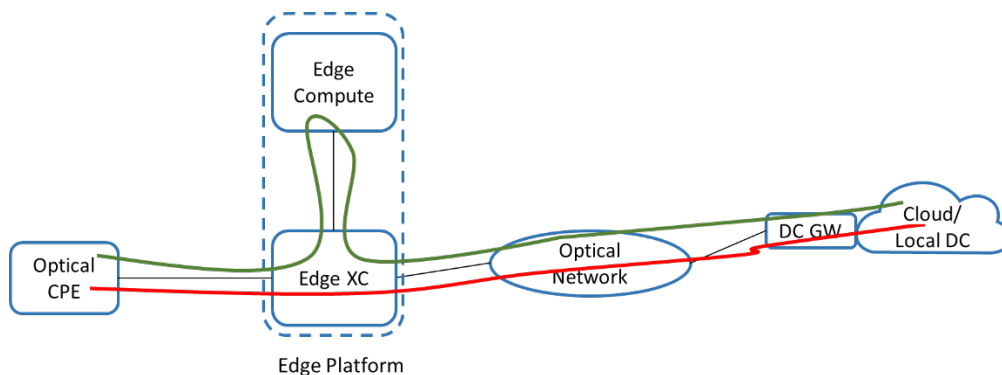 Edge
Compute
Optical
CPE
Edge XC
Optical
Network
DC GW
Cloud/
Local DC
Edge Platform